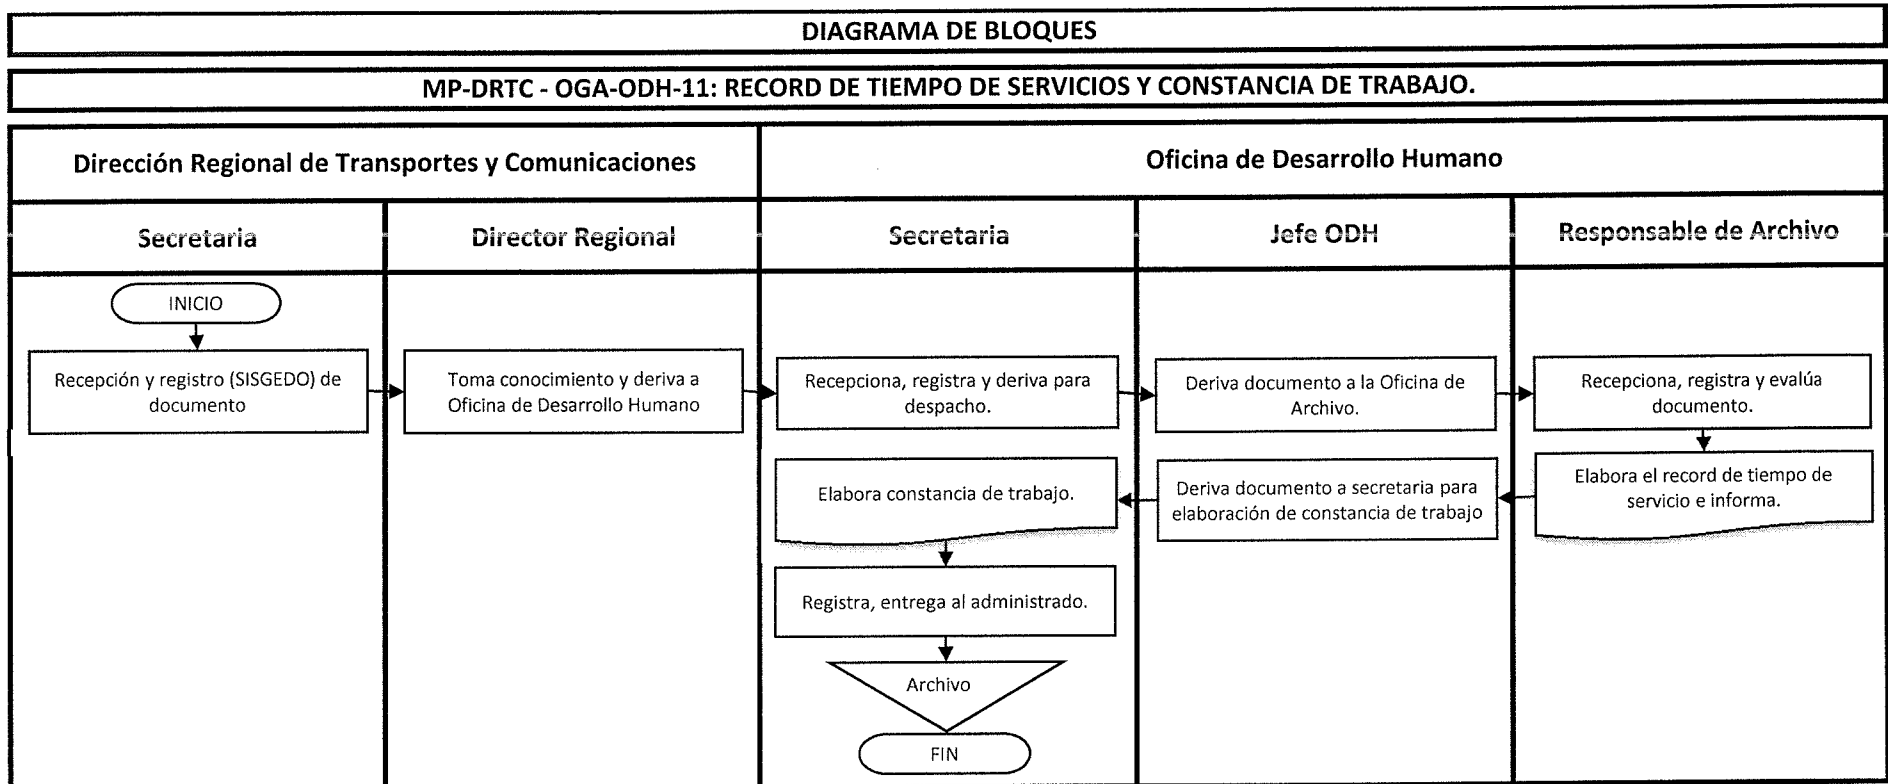 DIAGRAMA DE BLOQUES
MP-DRTC - OGA-ODH-11: RECORD DE TIEMPO DE SERVICIOS Y CONSTANCIA DE TRABAJO.
Dirección Regional de Transportes y Comunicaciones
Oficina de Desarrollo Humano
Secretaria
Director Regional
Secretaria
Jefe ODH
Responsable de Archivo
INICIO
Recepción y registro (SISGEDO) de
documento
Toma conocimiento y deriva a
Oficina de Desarrollo Humano
Recepciona, registra y deriva para
despacho.
Deriva documento a la Oficina de
Archivo.
Recepciona, registra y evalúa
documento.
Elabora el record de tiempo de
servicio e informa.
Deriva documento a secretaria para
elaboración de constancia de trabajo
Elabora constancia de trabajo.
Registra, entrega al administrado.
Archivo
FIN